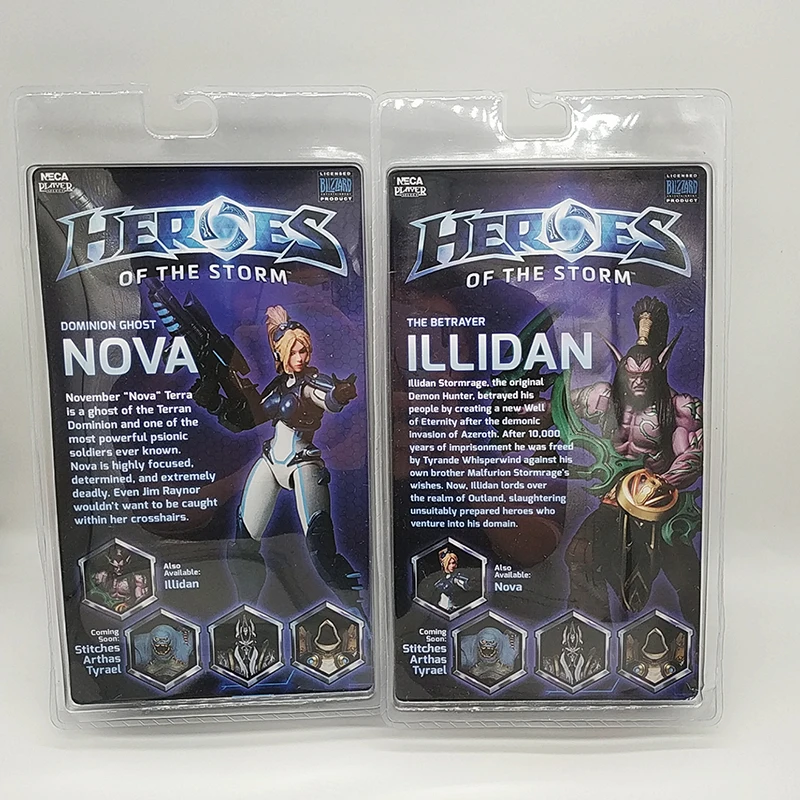 NECA
PLAYER
LICENSED
BLIZZARD
ENTERTAINMENT
PRODUCT
HEROES
OF THE STORM™
DOMINION GHOST
NOVA
November "Nova" Terra
is a ghost of the Terran
Dominion and one of the
most powerful psionic
soldiers ever known.
Nova is highly focused,
determined, and extremely
deadly. Even Jim Raynor
wouldn't want to be caught
within her crosshairs.
Also
Available:
Illidan
Coming
Soon:
Stitches
Arthas
Tyrael
NECA
PLAYER
LICENSED
BLIZZARD
ENTERTAINMENT
PRODUCT
HEROES
OF THE STORM™
THE BETRAYER
ILLIDAN
Illidan Stormrage, the original
Demon Hunter, betrayed his
people by creating a new Well
of Eternity after the demonic
invasion of Azeroth. After 10,000
years of imprisonment he was freed
by Tyrande Whisperwind against his
own brother Malfurion Stormrage's
wishes. Now, Illidan lords over
the realm of Outland, slaughtering
unsuitably prepared heroes who
venture into his domain.
Also
Available:
Nova
Coming
Soon:
Stitches
Arthas
Tyrael